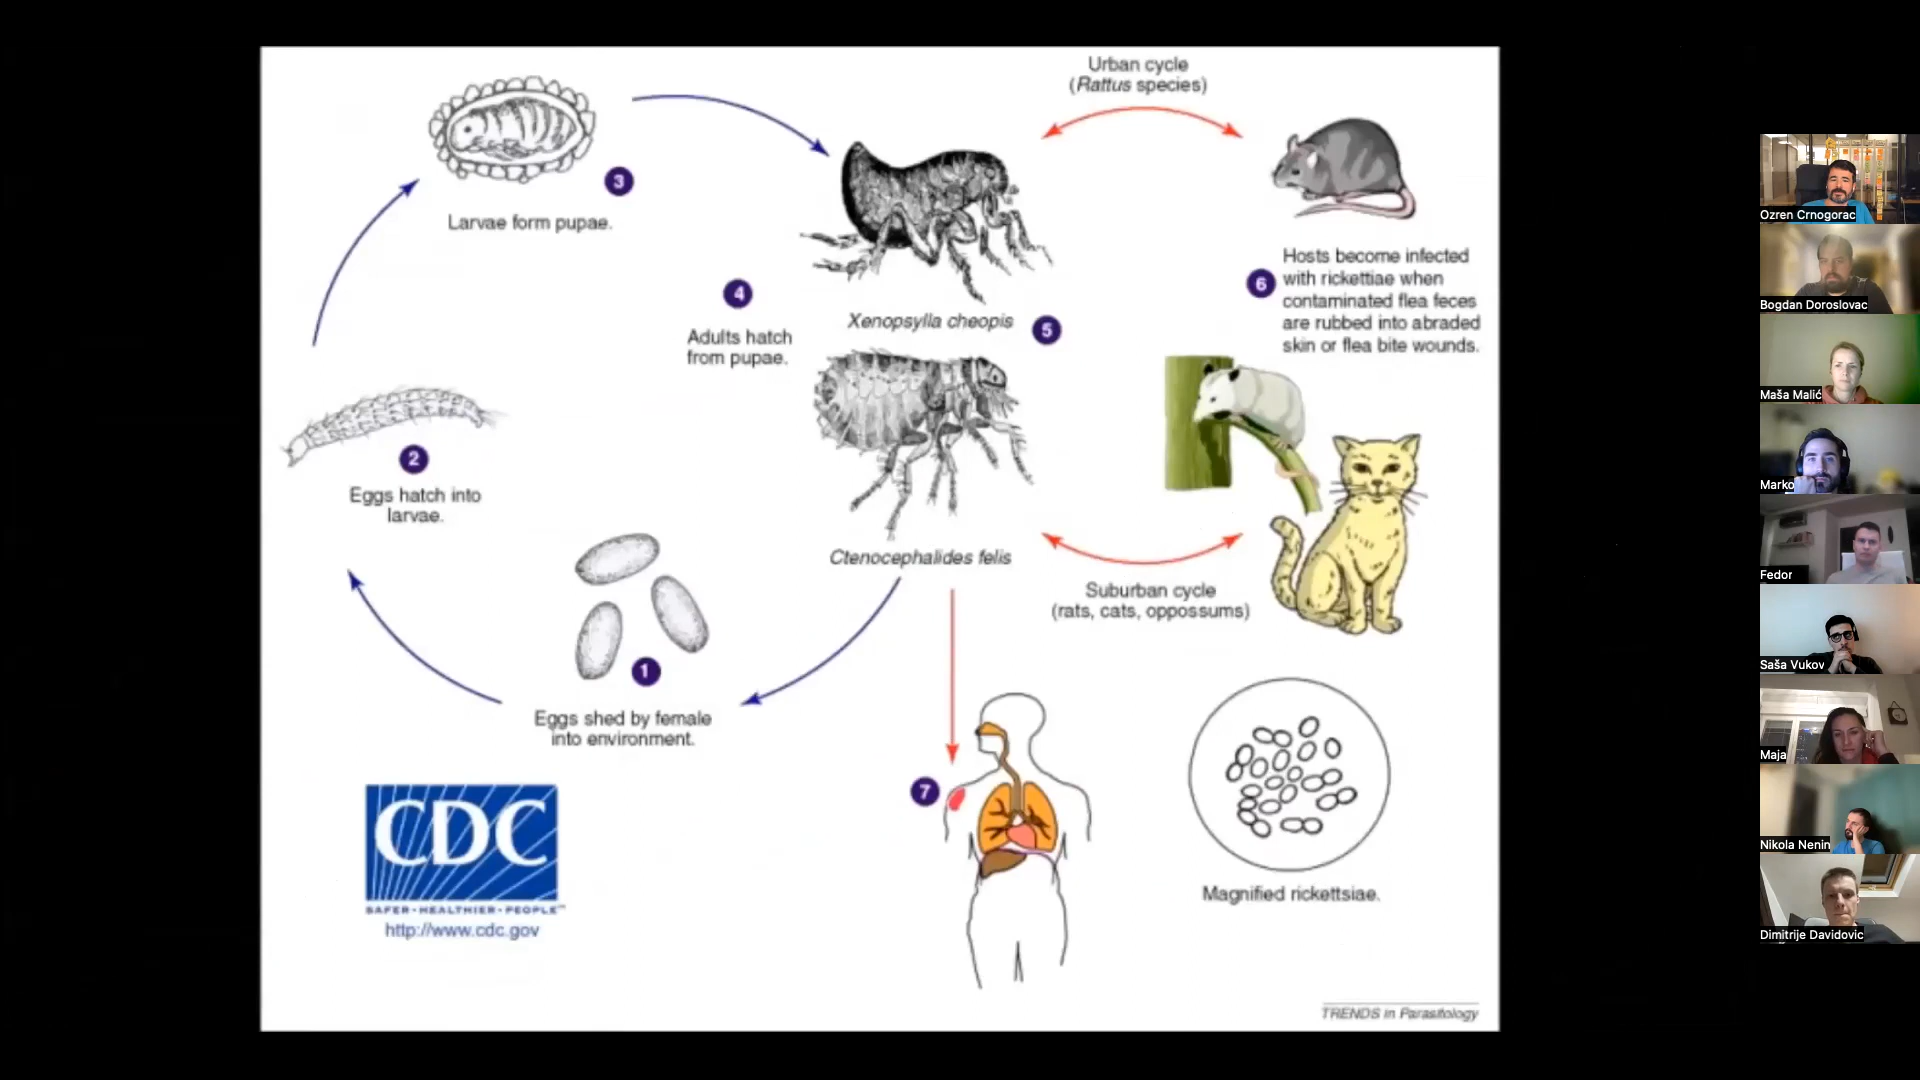 Urban cycle
(Rattus species)
3
Larvae form pupae.
4
Adults hatch
from pupae.
Xenopsylla cheopis
5
6
Hosts become infected
with rickettiae when
contaminated flea feces
are rubbed into abraded
skin or flea bite wounds.
2
Eggs hatch into
larvae.
Ctenocephalides felis
Suburban cycle
(rats, cats, oppossums)
1
Eggs shed by female
into environment.
7
CDC
SAFER·HEALTHIER·PEOPLE™
http://www.cdc.gov
Magnified rickettsiae.
TRENDS in Parasitology
Ozren Crnogorac
Bogdan Doroslovac
Maša Malić
Marko
Fedor
Saša Vukov
Maja
Nikola Nenin
Dimitrije Davidovic